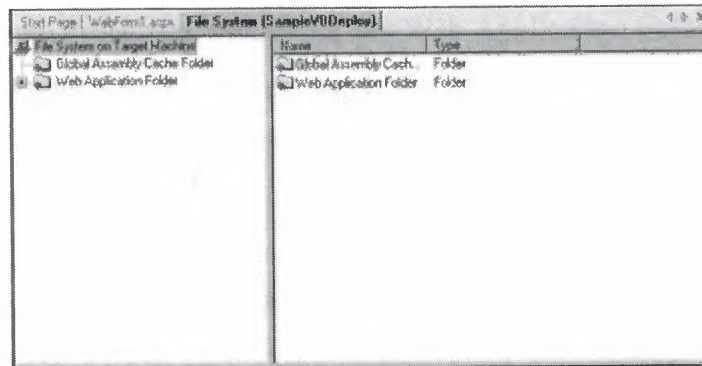 Start Page | WebForm1.aspx File System (SampleVBDeploy)
File System on Target Machine
Global Assembly Cache Folder
Web Application Folder
Name Type
Global Assembly Cach... Folder
Web Application Folder Folder